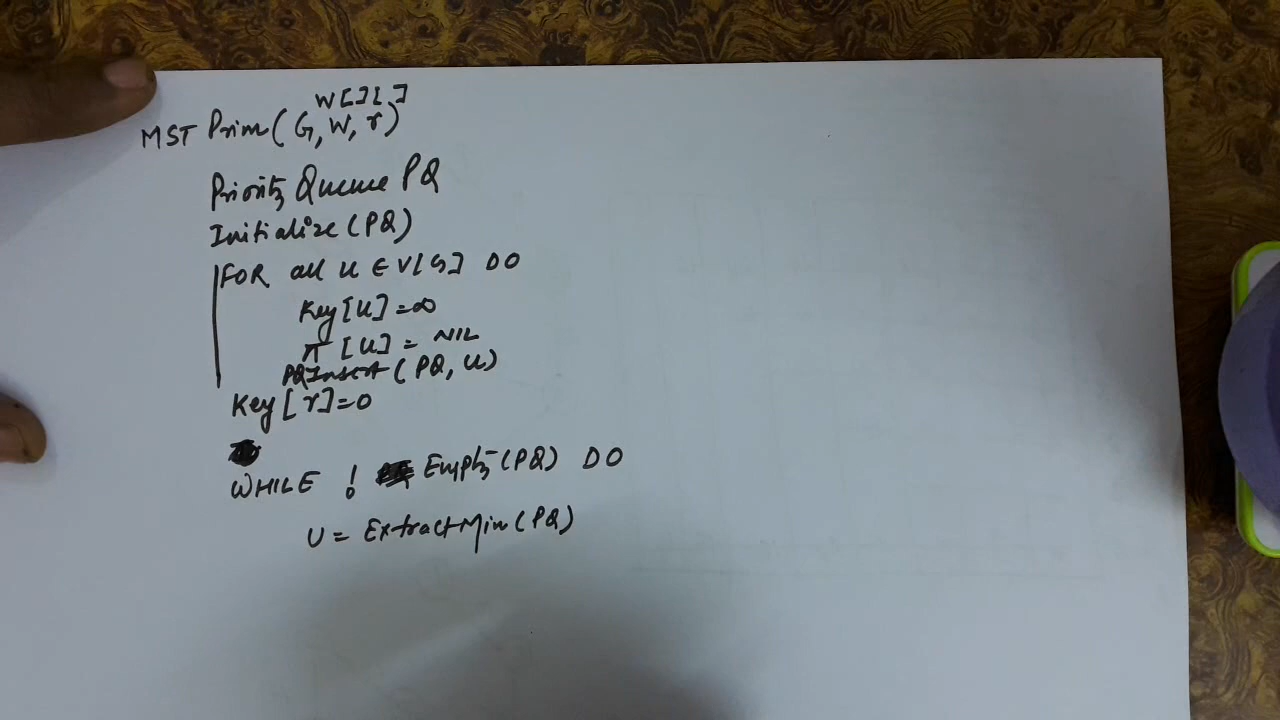 W[][]
MST Prim(G, W, r)
Priority Queue PQ
Initialize(PQ)
FOR all u ∈ V[G] DO
Key[u]=∞
π[u] = NIL
PQInsert(PQ, u)
Key[r]=0
WHILE ! Empty(PQ) DO
U = ExtractMin(PQ)